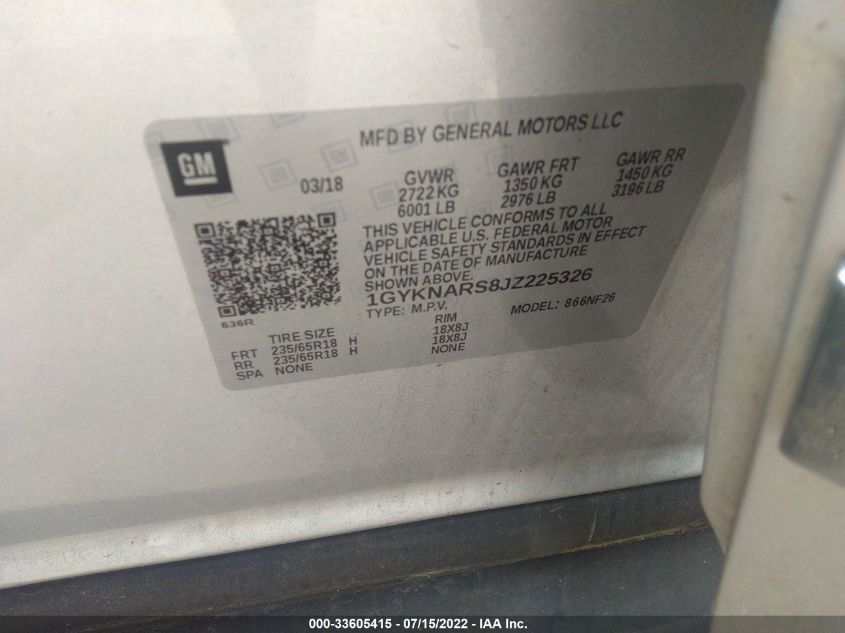 MFD BY GENERAL MOTORS LLC
GM
03/18
GVWR GAWR FRT GAWR RR
2722 KG 1350 KG 1450 KG
6001 LB 2976 LB 3196 LB
THIS VEHICLE CONFORMS TO ALL
APPLICABLE U.S. FEDERAL MOTOR
VEHICLE SAFETY STANDARDS IN EFFECT
ON THE DATE OF MANUFACTURE
SHOWN ABOVE.
1GYKNARS8JZ225326
TYPE: M.P.V. MODEL: 866NF26
636R
TIRE SIZE RIM
FRT 235/65R18 H 18X8J
RR 235/65R18 H 18X8J
SPA NONE NONE
000-33605415 - 07/15/2022 - IAA Inc.